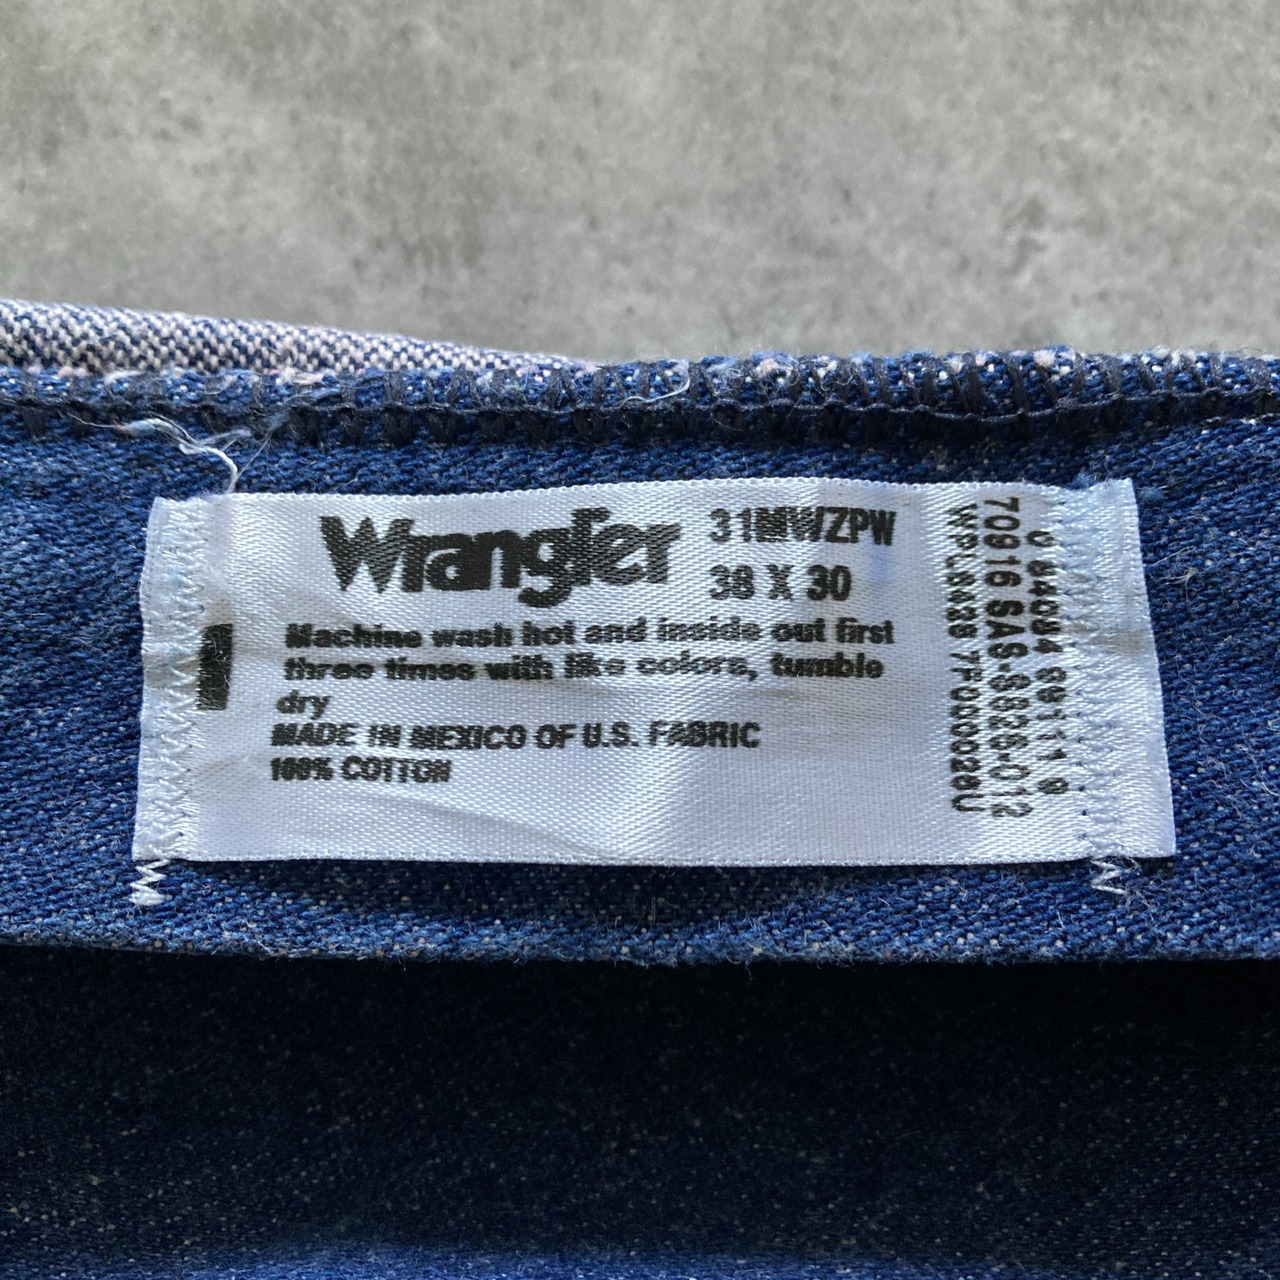 Wrangler
31MWZPW
38 X 30
Machine wash hot and inside out first
three times with like colors, tumble
dry
MADE IN MEXICO OF U.S. FABRIC
100% COTTON
70916 SAS-8826-012